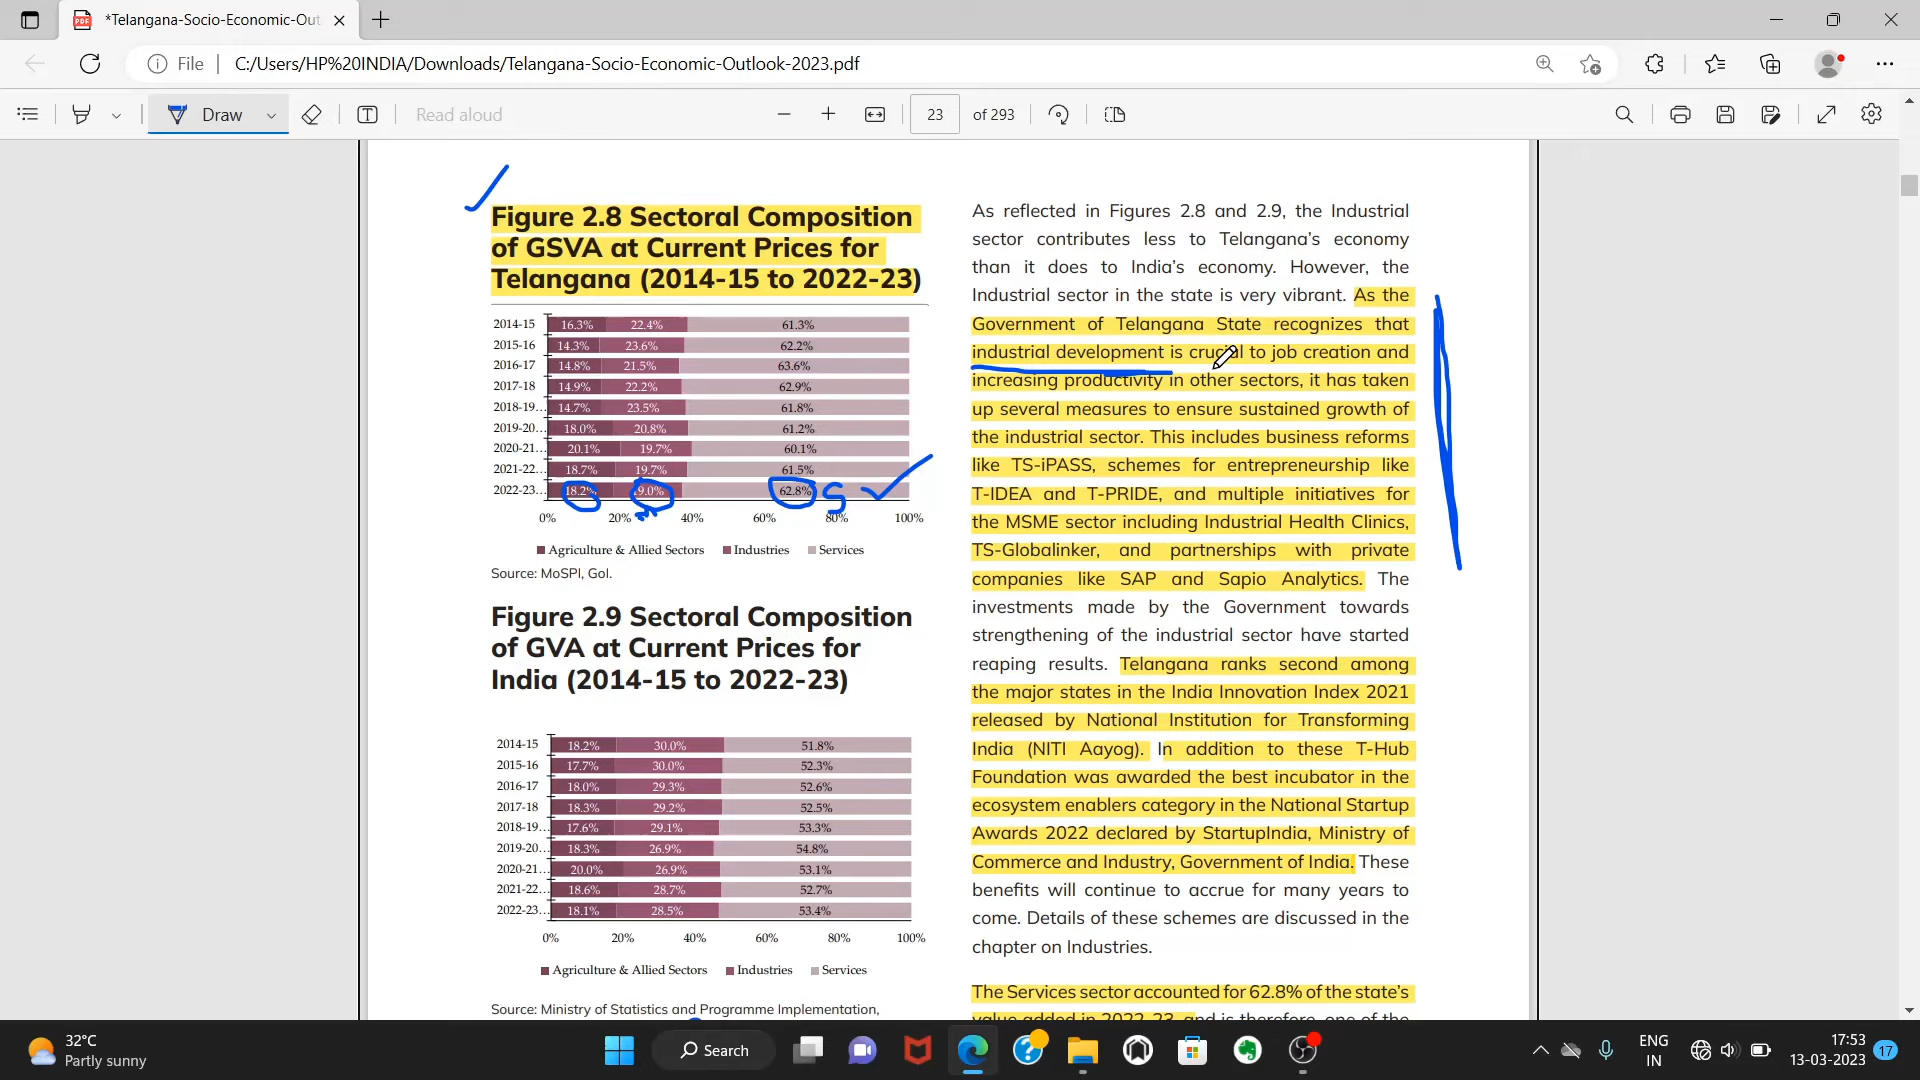 *Telangana-Socio-Economic-Out
File
C:/Users/HP%20INDIA/Downloads/Telangana-Socio-Economic-Outlook-2023.pdf
Draw
Read aloud
23
of 293
Figure 2.8 Sectoral Composition
of GSVA at Current Prices for
Telangana (2014-15 to 2022-23)
2014-15 16.3% 22.4% 61.3%
2015-16 14.3% 23.6% 62.2%
2016-17 14.8% 21.5% 63.6%
2017-18 14.9% 22.2% 62.9%
2018-19... 14.7% 23.5% 61.8%
2019-20... 18.0% 20.8% 61.2%
2020-21... 20.1% 19.7% 60.1%
2021-22... 18.7% 19.7% 61.5%
2022-23... 18.2% 19.0% 62.8% S
0% 20% 40% 60% 80% 100%
Agriculture & Allied Sectors Industries Services
Source: MoSPI, GoI.
Figure 2.9 Sectoral Composition
of GVA at Current Prices for
India (2014-15 to 2022-23)
2014-15 18.2% 30.0% 51.8%
2015-16 17.7% 30.0% 52.3%
2016-17 18.0% 29.3% 52.6%
2017-18 18.3% 29.2% 52.5%
2018-19... 17.6% 29.1% 53.3%
2019-20... 18.3% 26.9% 54.8%
2020-21... 20.0% 26.9% 53.1%
2021-22... 18.6% 28.7% 52.7%
2022-23... 18.1% 28.5% 53.4%
0% 20% 40% 60% 80% 100%
Agriculture & Allied Sectors Industries Services
Source: Ministry of Statistics and Programme Implementation,
As reflected in Figures 2.8 and 2.9, the Industrial
sector contributes less to Telangana's economy
than it does to India's economy. However, the
Industrial sector in the state is very vibrant. As the
Government of Telangana State recognizes that
industrial development is crucial to job creation and
increasing productivity in other sectors, it has taken
up several measures to ensure sustained growth of
the industrial sector. This includes business reforms
like TS-iPASS, schemes for entrepreneurship like
T-IDEA and T-PRIDE, and multiple initiatives for
the MSME sector including Industrial Health Clinics,
TS-Globalinker, and partnerships with private
companies like SAP and Sapio Analytics. The
investments made by the Government towards
strengthening of the industrial sector have started
reaping results. Telangana ranks second among
the major states in the India Innovation Index 2021
released by National Institution for Transforming
India (NITI Aayog). In addition to these T-Hub
Foundation was awarded the best incubator in the
ecosystem enablers category in the National Startup
Awards 2022 declared by StartupIndia, Ministry of
Commerce and Industry, Government of India. These
benefits will continue to accrue for many years to
come. Details of these schemes are discussed in the
chapter on Industries.
The Services sector accounted for 62.8% of the state's
value added in 2022-23, and is therefore, one of the
32°C
Partly sunny
Search
ENG
IN
17:53
13-03-2023
17